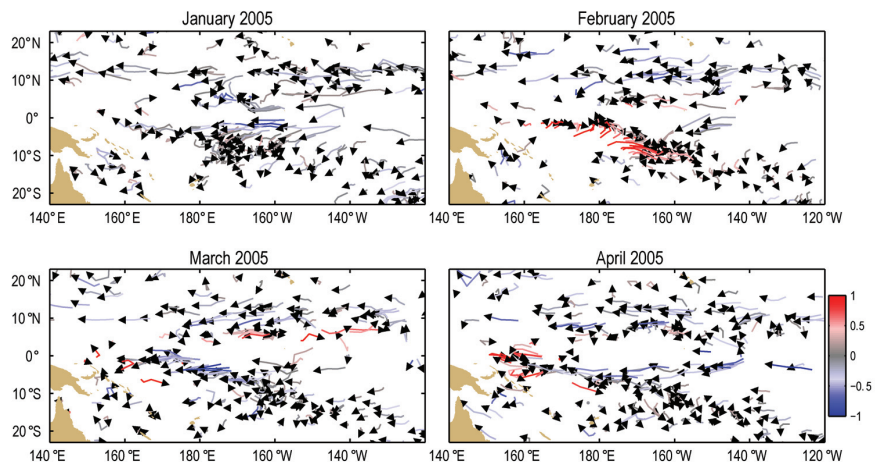 January 2005
February 2005
20°N
10°N
0°
10°S
20°S
140°E 160°E 180°E 160°W 140°W
20°N
10°N
0°
10°S
20°S
140°E 160°E 180°E 160°W 140°W 120°W
March 2005
April 2005
20°N
10°N
0°
10°S
20°S
140°E 160°E 180°E 160°W 140°W
20°N
10°N
0°
10°S
20°S
140°E 160°E 180°E 160°W 140°W 120°W
1
0.5
0
−0.5
−1